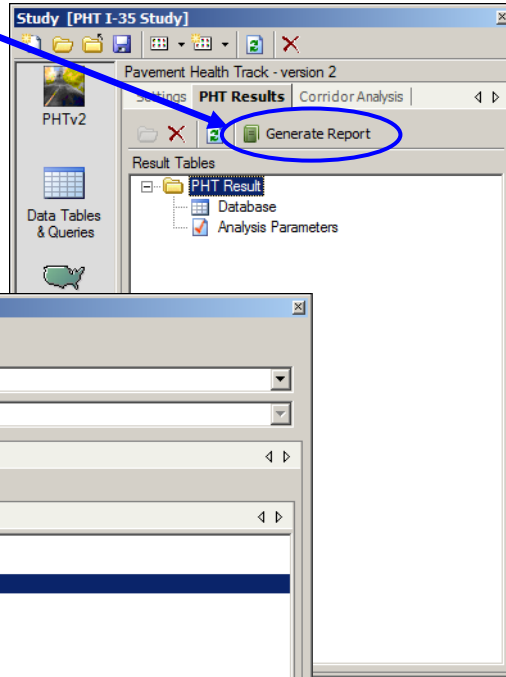 Study [PHT I-35 Study]
Pavement Health Track - version 2
Settings PHT Results Corridor Analysis
Generate Report
PHTv2
Result Tables
PHT Result
Database
Analysis Parameters
Data Tables
& Queries